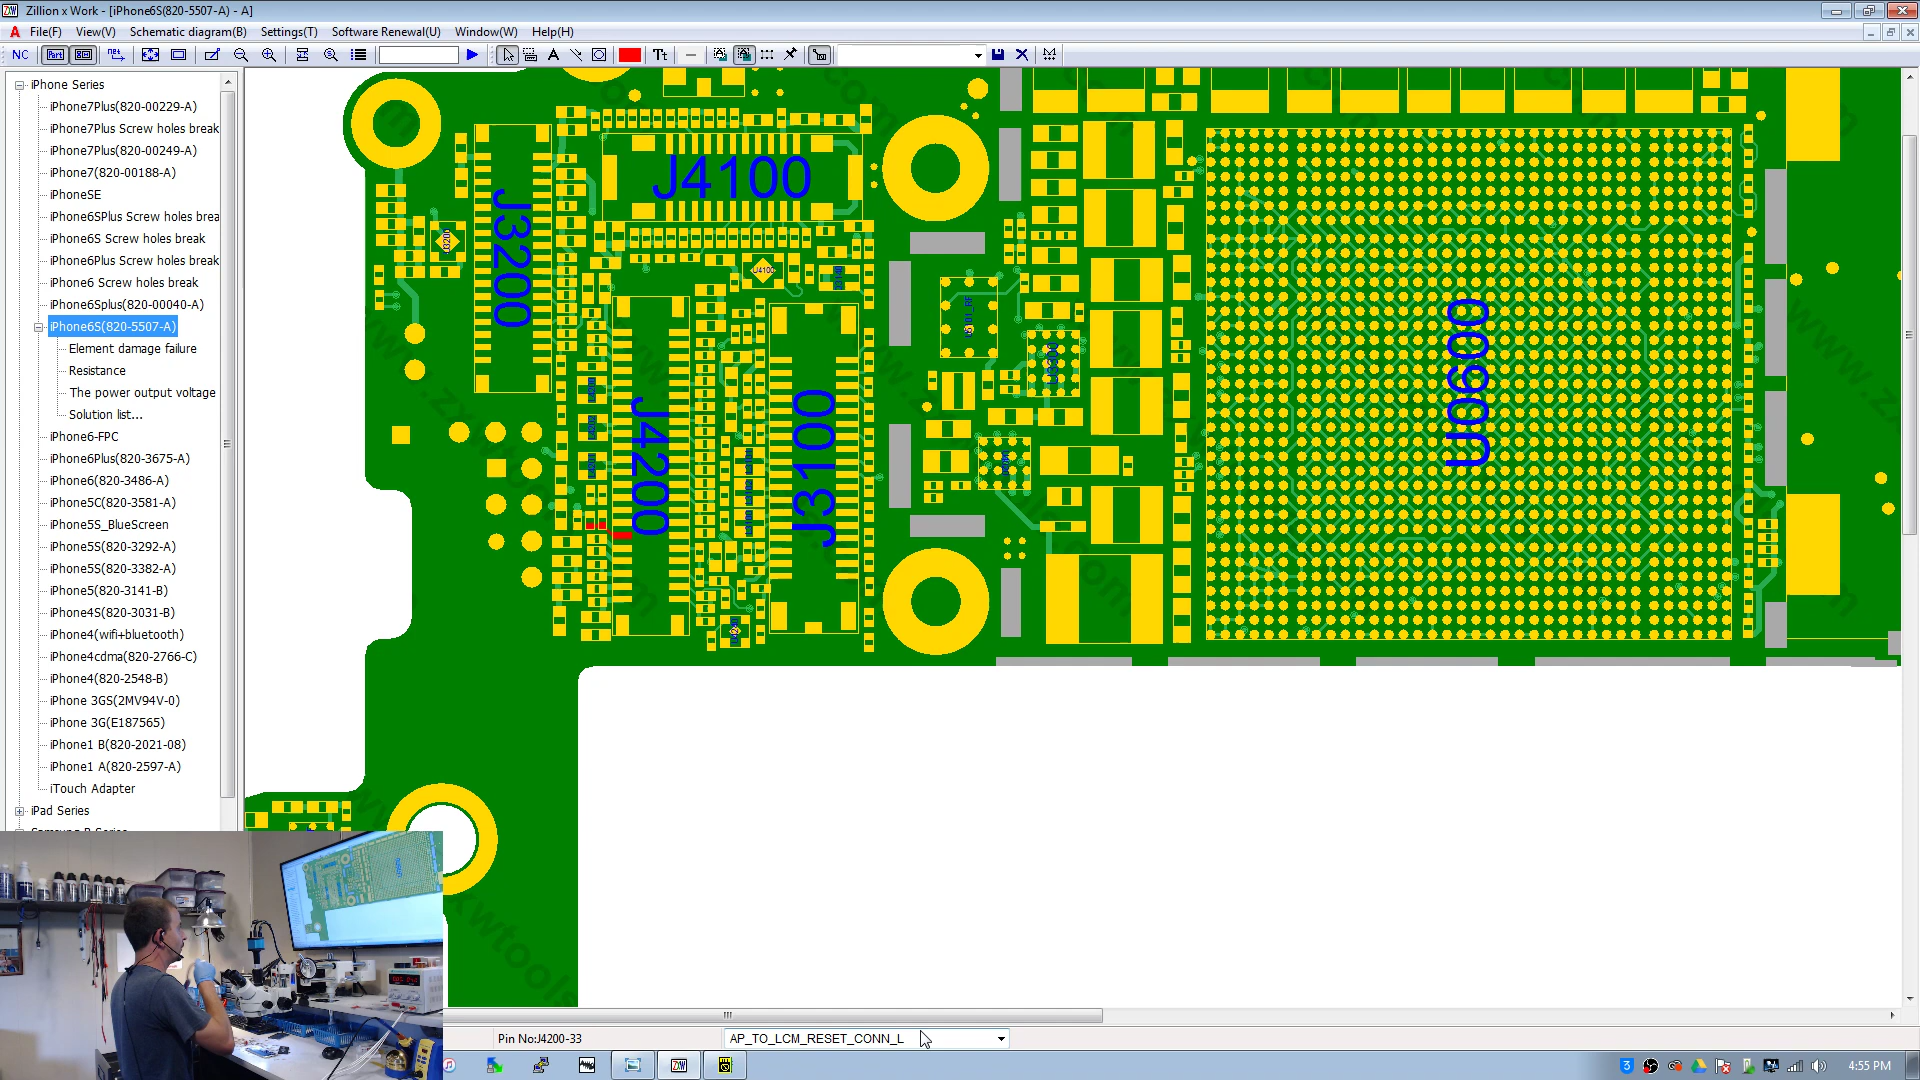 Zillion x Work - [iPhone6S(820-5507-A) - A]
File(F) View(V) Schematic diagram(B) Settings(T) Software Renewal(U) Window(W) Help(H)
NC Part net A Tt
iPhone Series
iPhone7Plus(820-00229-A)
iPhone7Plus Screw holes break
iPhone7Plus(820-00249-A)
iPhone7(820-00188-A)
iPhoneSE
iPhone6SPlus Screw holes brea
iPhone6S Screw holes break
iPhone6Plus Screw holes break
iPhone6 Screw holes break
iPhone6Splus(820-00040-A)
iPhone6S(820-5507-A)
Element damage failure
Resistance
The power output voltage
Solution list...
iPhone6-FPC
iPhone6Plus(820-3675-A)
iPhone6(820-3486-A)
iPhone5C(820-3581-A)
iPhone5S_BlueScreen
iPhone5S(820-3292-A)
iPhone5S(820-3382-A)
iPhone5(820-3141-B)
iPhone4S(820-3031-B)
iPhone4(wifi+bluetooth)
iPhone4cdma(820-2766-C)
iPhone4(820-2548-B)
iPhone 3GS(2MV94V-0)
iPhone 3G(E187565)
iPhone1 B(820-2021-08)
iPhone1 A(820-2597-A)
iTouch Adapter
iPad Series
J3200
J4100
U4100
J4200
J3100
U0600
Pin No:J4200-33
AP_TO_LCM_RESET_CONN_L
ZXW
4:55 PM